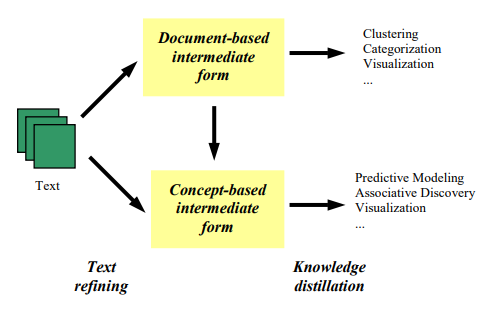 Document-based
intermediate
form
Clustering
Categorization
Visualization
...
Text
Concept-based
intermediate
form
Predictive Modeling
Associative Discovery
Visualization
...
Text
refining
Knowledge
distillation